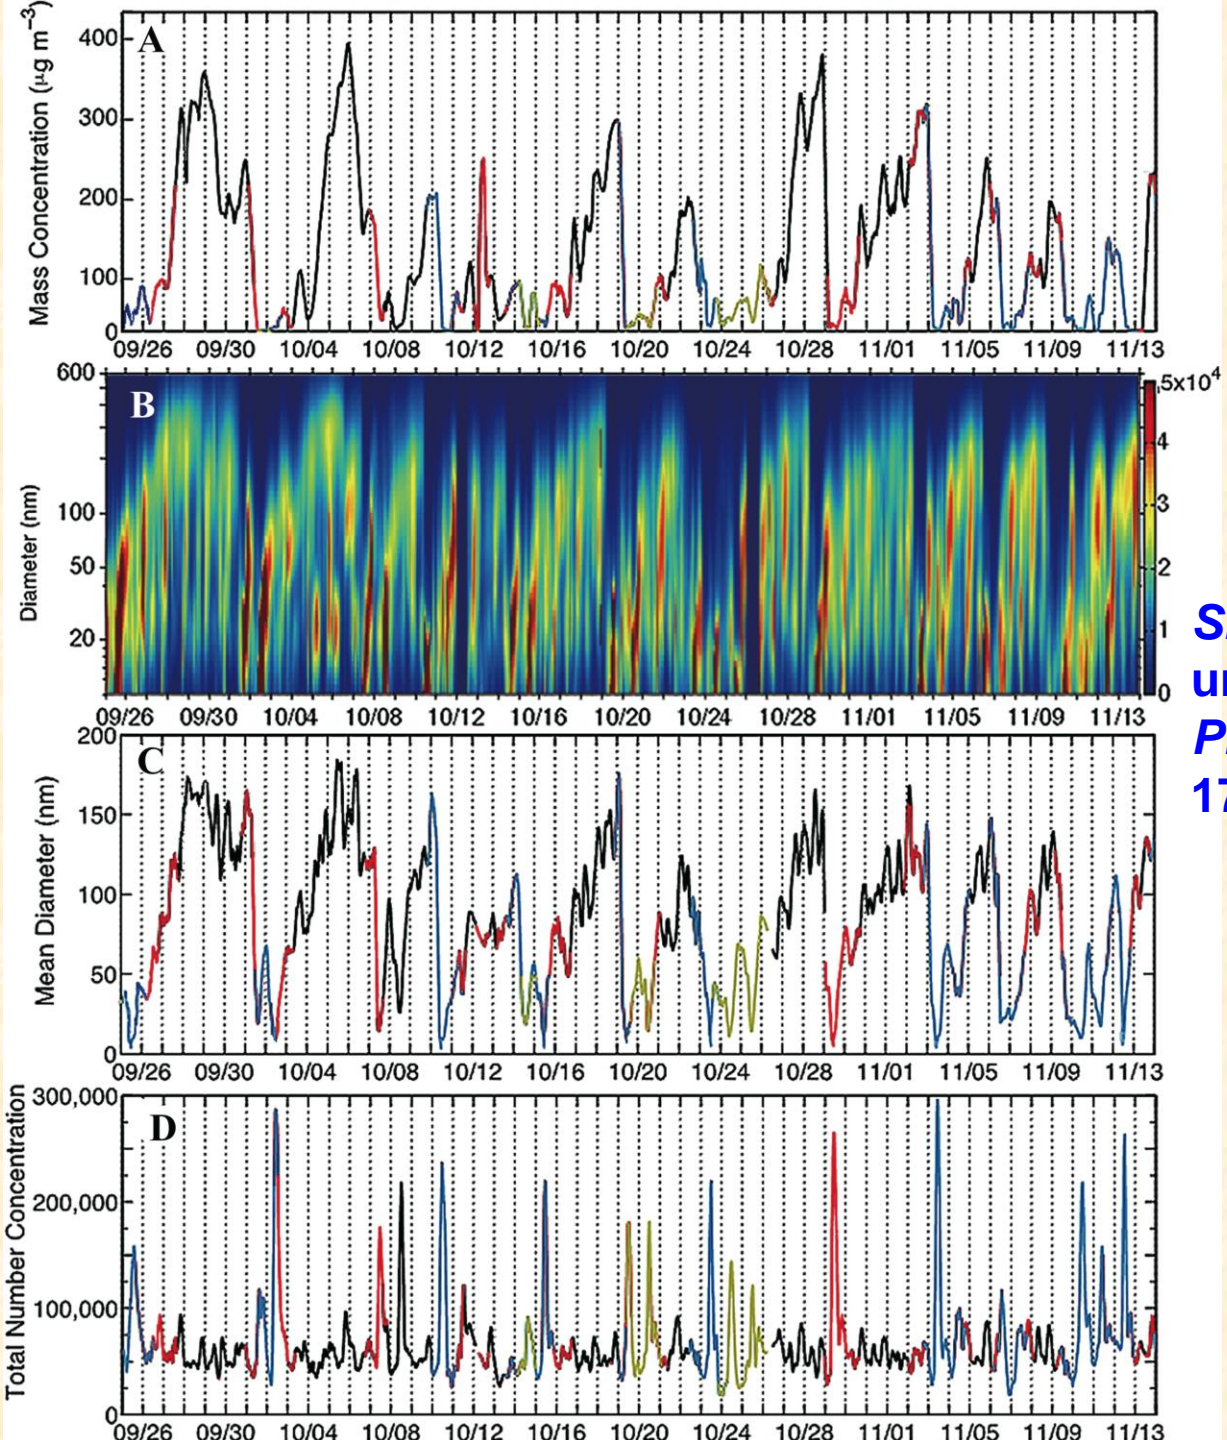 A
Mass Concentration (μg m⁻³)
400
300
200
100
0
09/26 09/30 10/04 10/08 10/12 10/16 10/20 10/24 10/28 11/01 11/05 11/09 11/13
B
Diameter (nm)
600
100
50
20
5x10⁴
4
3
2
1
0
09/26 09/30 10/04 10/08 10/12 10/16 10/20 10/24 10/28 11/01 11/05 11/09 11/13
C
Mean Diameter (nm)
200
150
100
50
0
09/26 09/30 10/04 10/08 10/12 10/16 10/20 10/24 10/28 11/01 11/05 11/09 11/13
D
Total Number Concentration
300,000
200,000
100,000
0
09/26 09/30 10/04 10/08 10/12 10/16 10/20 10/24 10/28 11/01 11/05 11/09 11/13
17